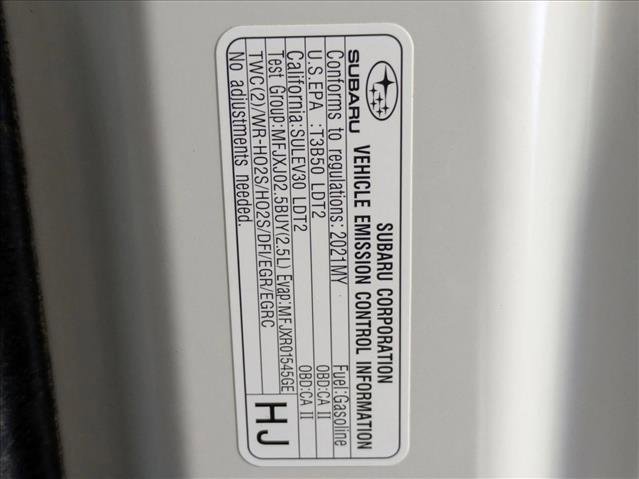 SUBARU CORPORATION
SUBARU VEHICLE EMISSION CONTROL INFORMATION
Conforms to regulations: 2021MY Fuel:Gasoline
U.S.EPA :T3B50 LDT2 OBD:CA II
California:SULEV30 LDT2 OBD:CA II
Test Group:MFJXJ02.5BUY(2.5L) Evap:MFJXR01545GE
TWC(2)/WR-HO2S/HO2S/DFI/EGR/EGRC
No adjustments needed.
HJ